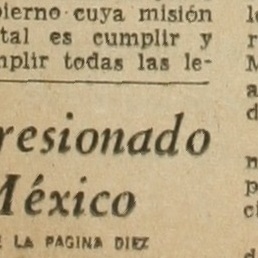 bierno cuya misión
tal es cumplir y
mplir todas las le-
resionado
México
LA PAGINA DIEZ